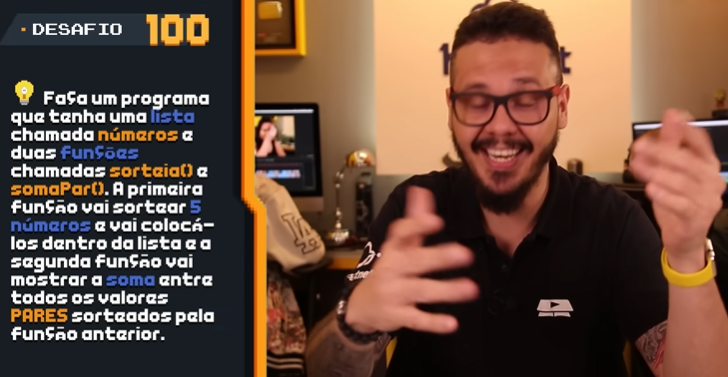 DESAFIO 100
Faça um programa
que tenha uma lista
chamada números e
duas funções
chamadas sorteia() e
somaPar(). A primeira
função vai sortear 5
números e vai colocá-
los dentro da lista e a
segunda função vai
mostrar a soma entre
todos os valores
PARES sorteados pela
função anterior.